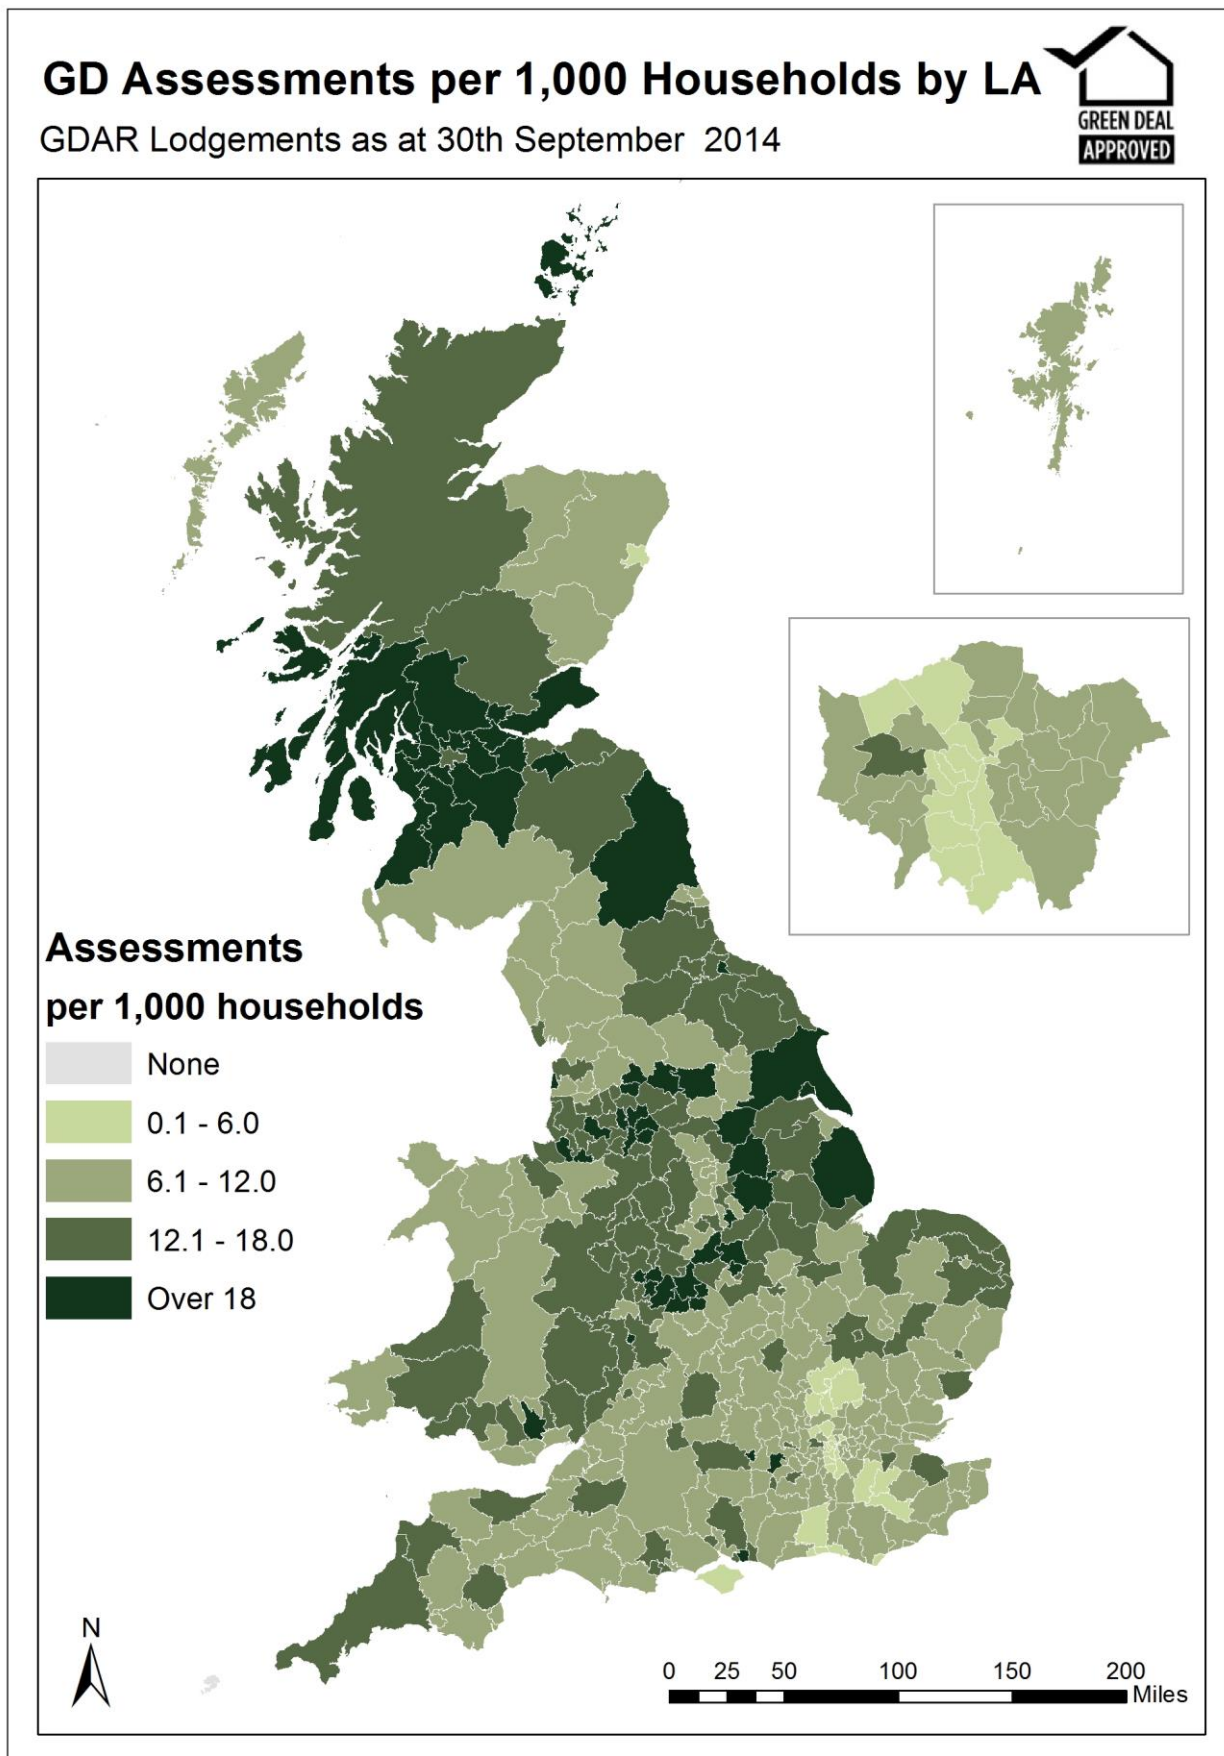 GD Assessments per 1,000 Households by LA
GDAR Lodgements as at 30th September 2014
GREEN DEAL
APPROVED
Assessments
per 1,000 households
None
0.1 - 6.0
6.1 - 12.0
12.1 - 18.0
Over 18
N
0 25 50 100 150 200
Miles